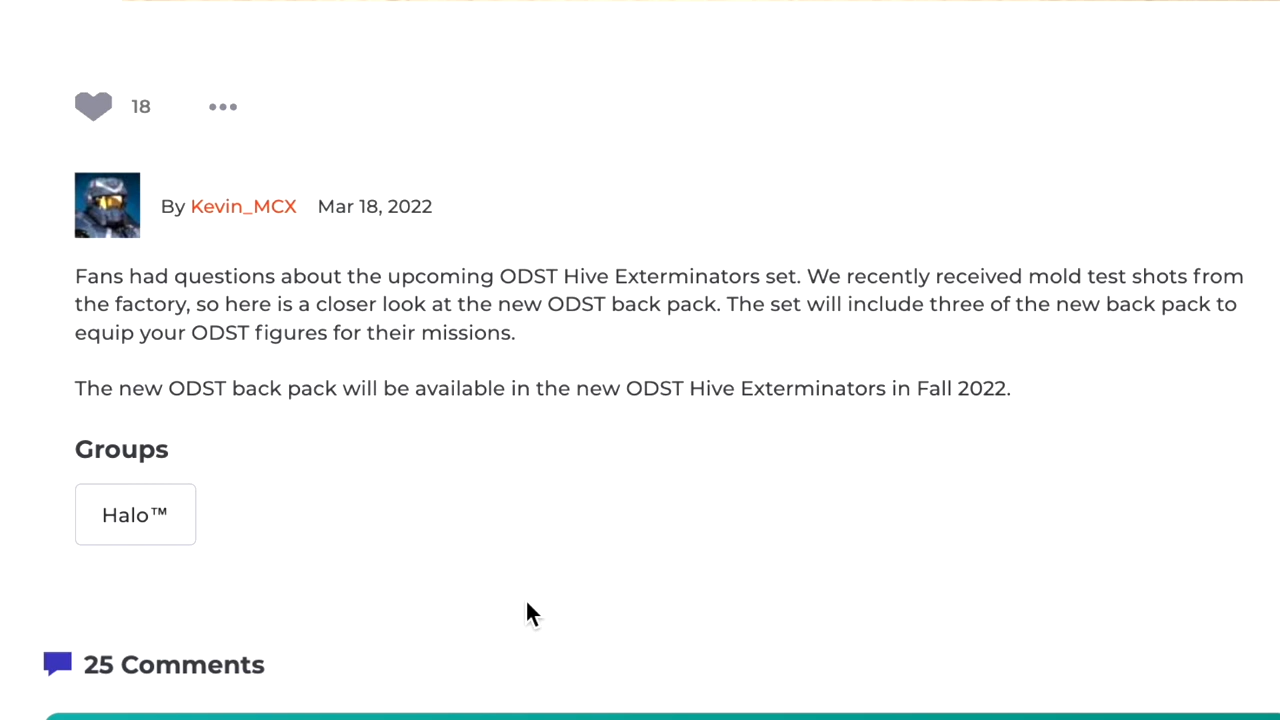 18
By Kevin_MCX Mar 18, 2022
Fans had questions about the upcoming ODST Hive Exterminators set. We recently received mold test shots from
the factory, so here is a closer look at the new ODST back pack. The set will include three of the new back pack to
equip your ODST figures for their missions.
The new ODST back pack will be available in the new ODST Hive Exterminators in Fall 2022.
Groups
Halo™
25 Comments